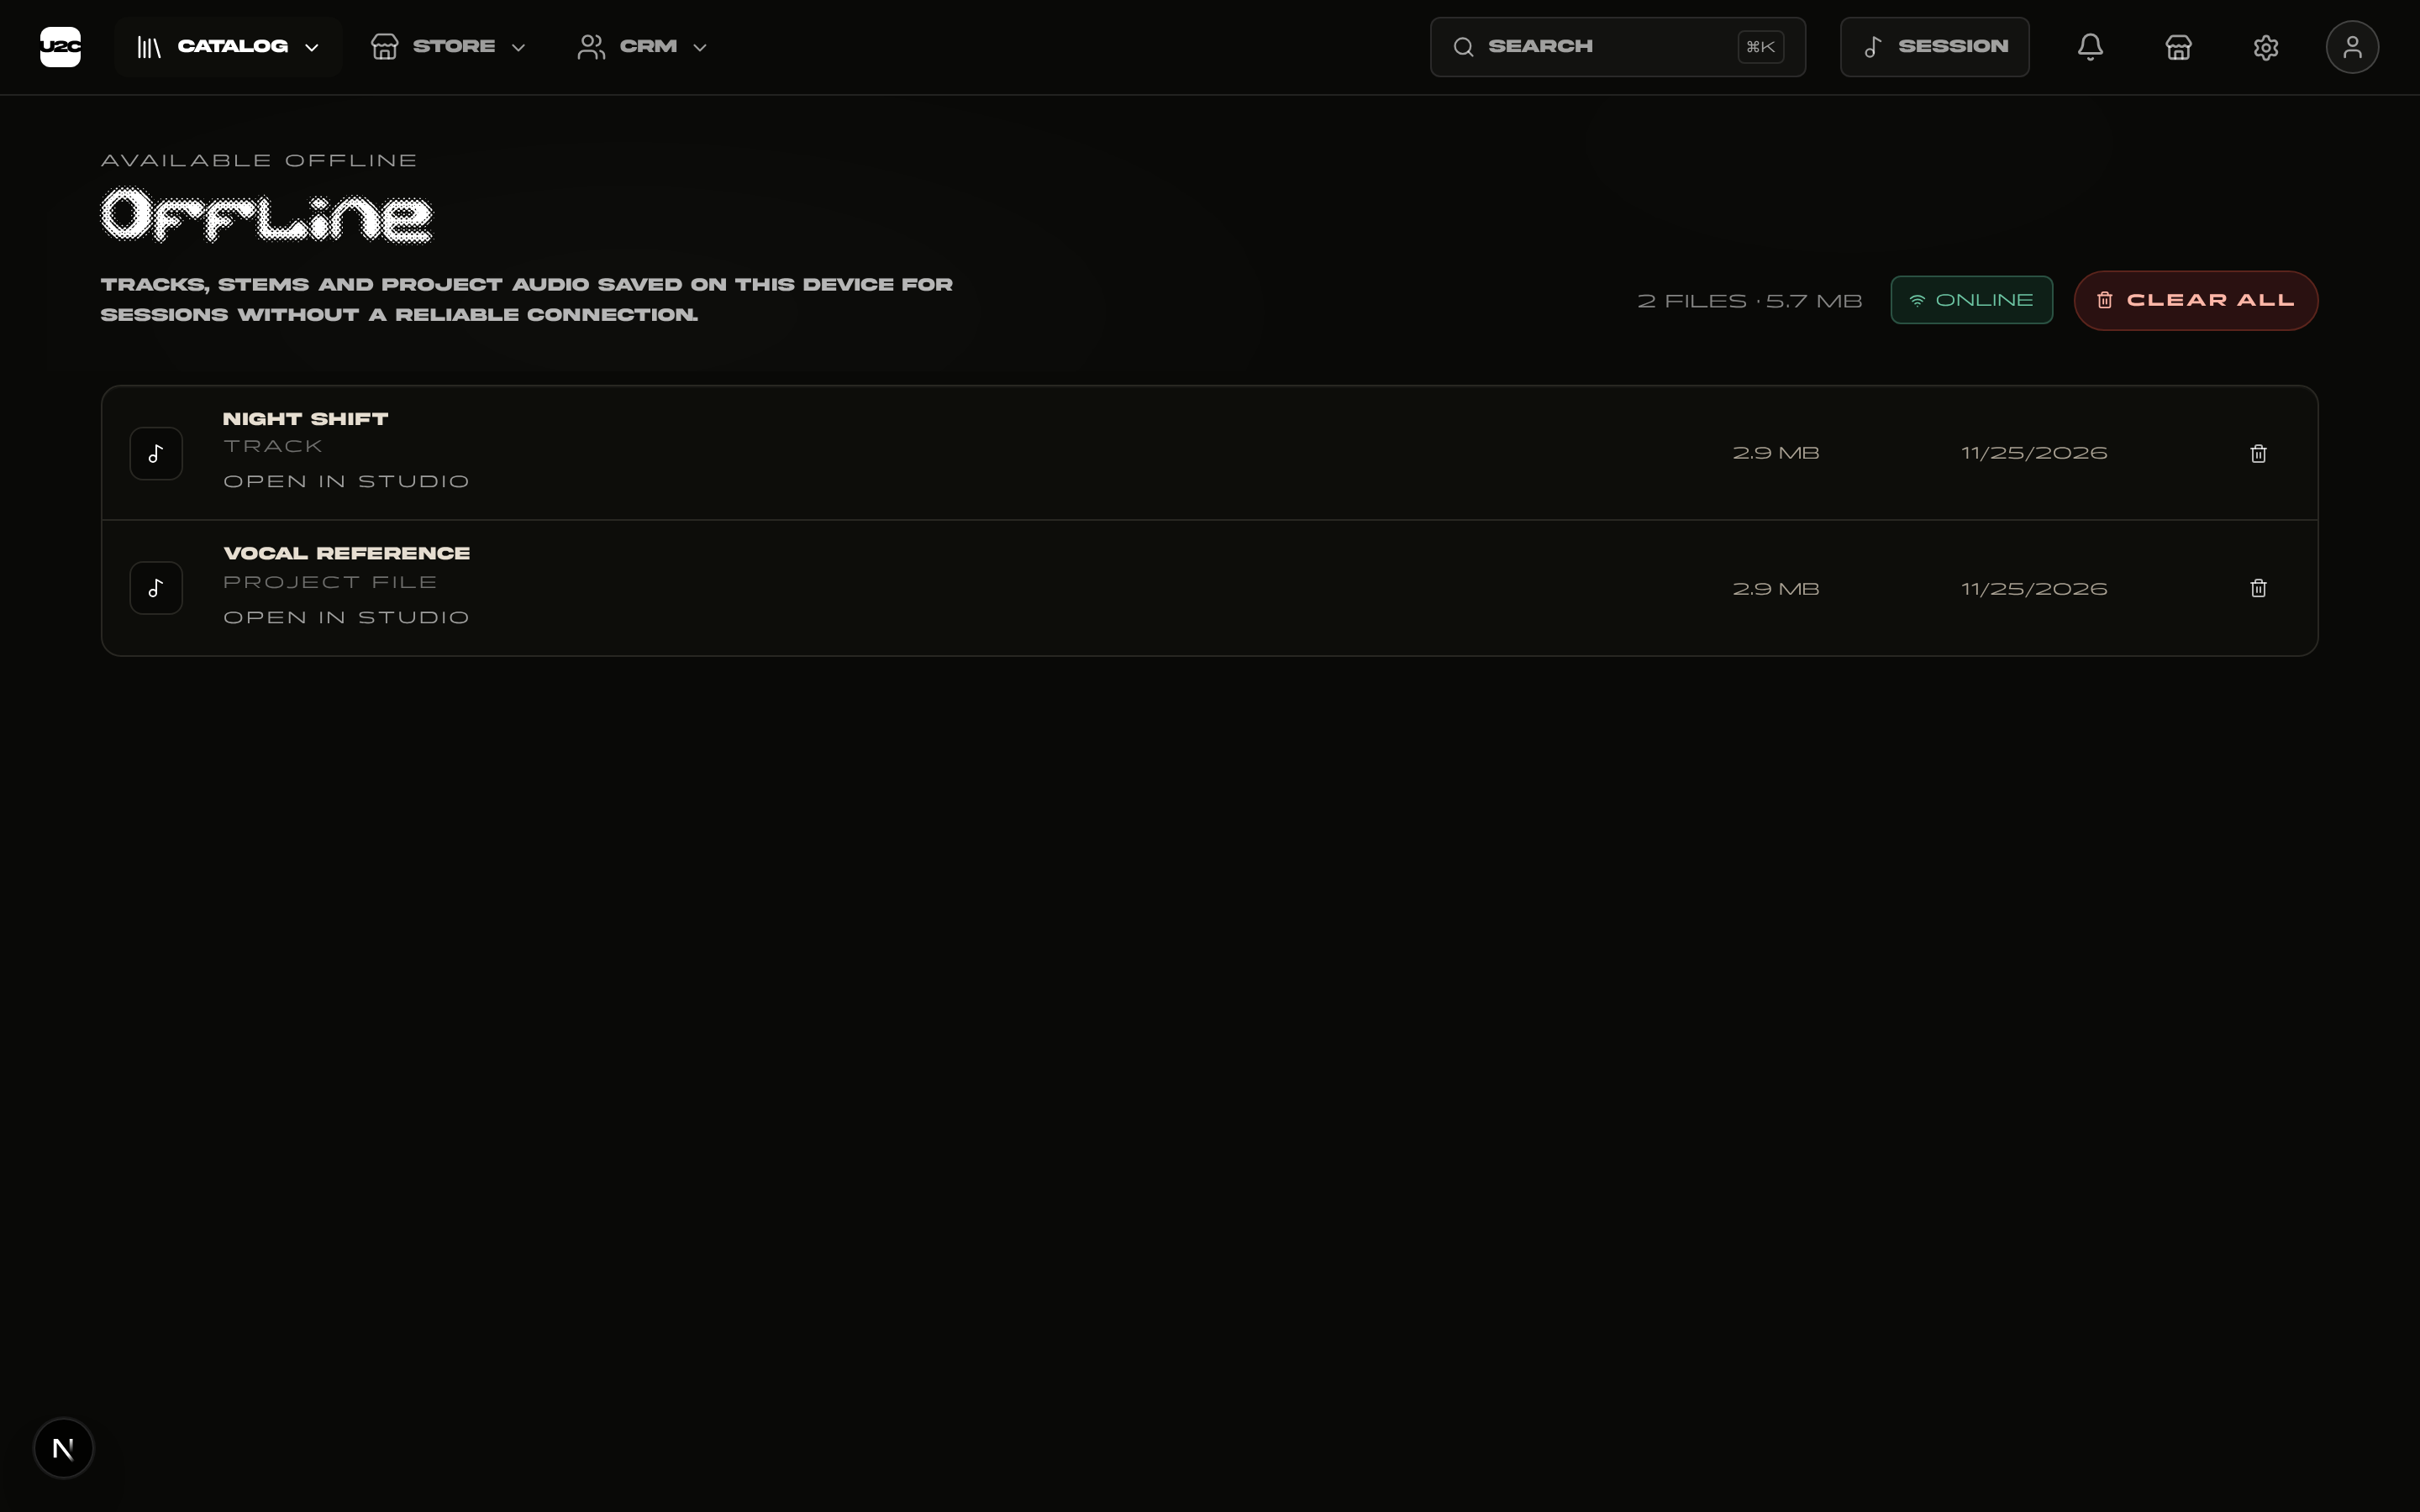 U2C CATALOG STORE CRM SEARCH ⌘K SESSION
AVAILABLE OFFLINE
OFFLine
TRACKS, STEMS AND PROJECT AUDIO SAVED ON THIS DEVICE FOR
SESSIONS WITHOUT A RELIABLE CONNECTION.
2 FILES · 5.7 MB ONLINE CLEAR ALL
NIGHT SHIFT
TRACK
OPEN IN STUDIO
2.9 MB 11/25/2026
VOCAL REFERENCE
PROJECT FILE
OPEN IN STUDIO
2.9 MB 11/25/2026
N